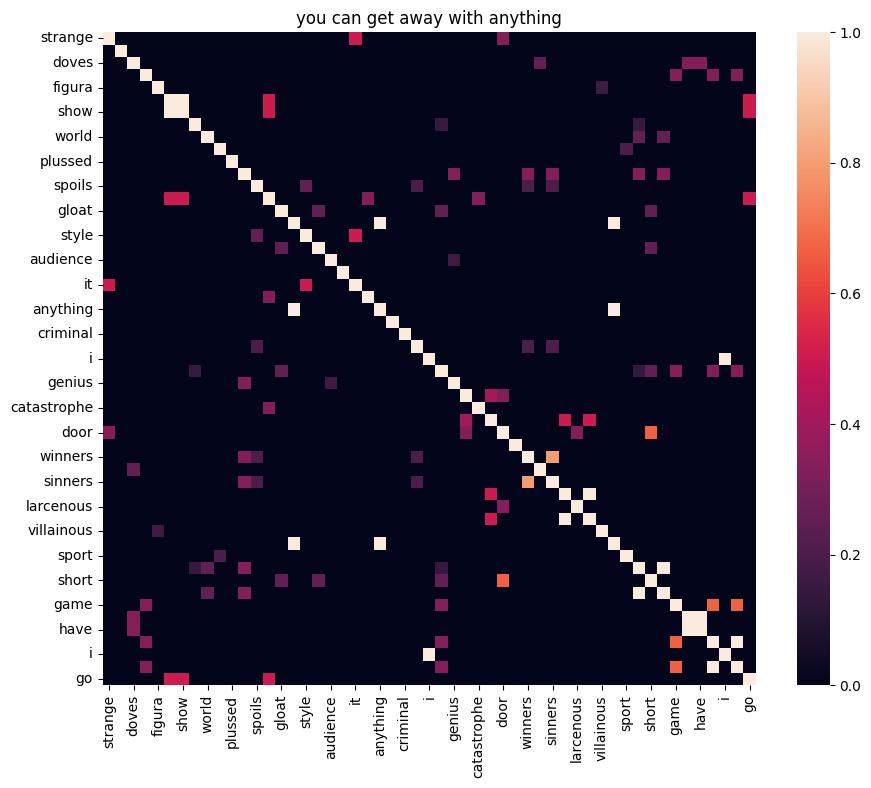 you can get away with anything
strange
doves
figura
show
world
plussed
spoils
gloat
style
audience
it
anything
criminal
i
genius
catastrophe
door
winners
sinners
larcenous
villainous
sport
short
game
have
i
go
strange
doves
figura
show
world
plussed
spoils
gloat
style
audience
it
anything
criminal
i
genius
catastrophe
door
winners
sinners
larcenous
villainous
sport
short
game
have
i
go
1.0
0.8
0.6
0.4
0.2
0.0